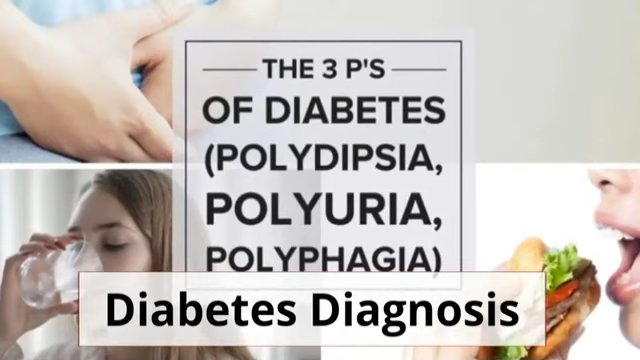 THE 3 P'S
OF DIABETES
(POLYDIPSIA,
POLYURIA,
POLYPHAGIA)
Diabetes Diagnosis